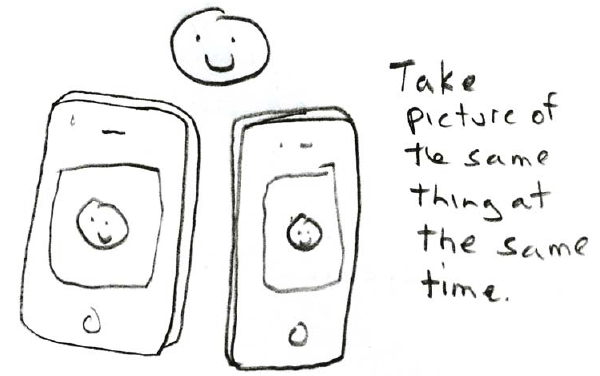 Take
picture of
the same
thing at
the same
time.